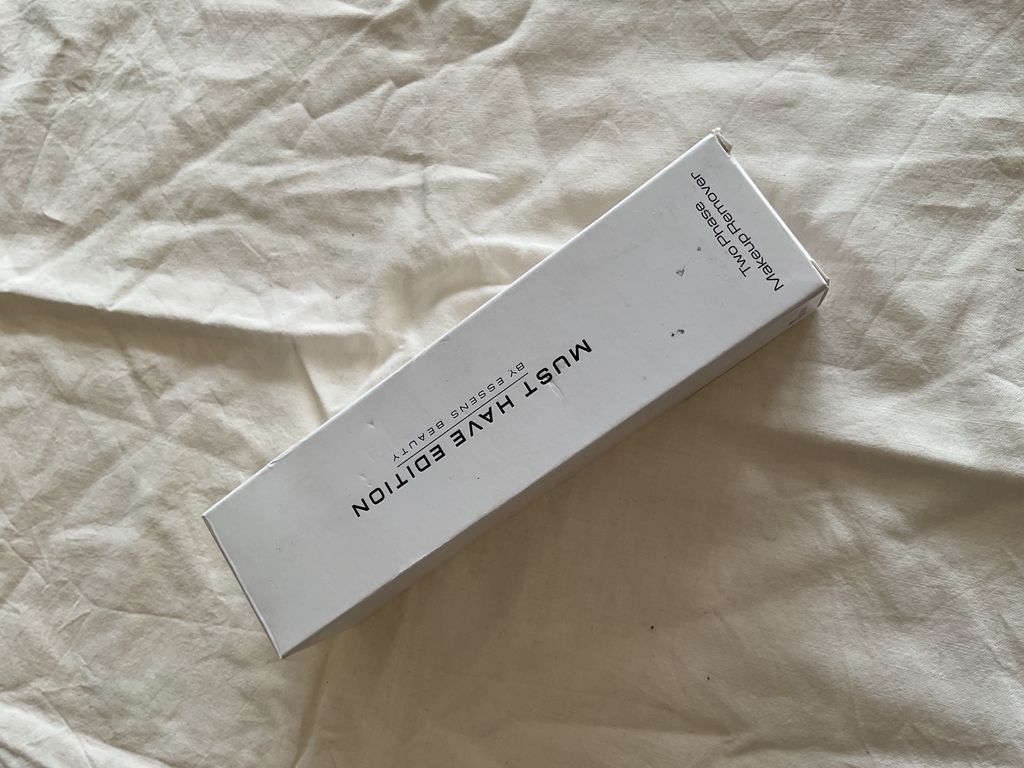 MUST HAVE EDITION
BY ESSENS BEAUTY
Two Phase
Makeup Remover